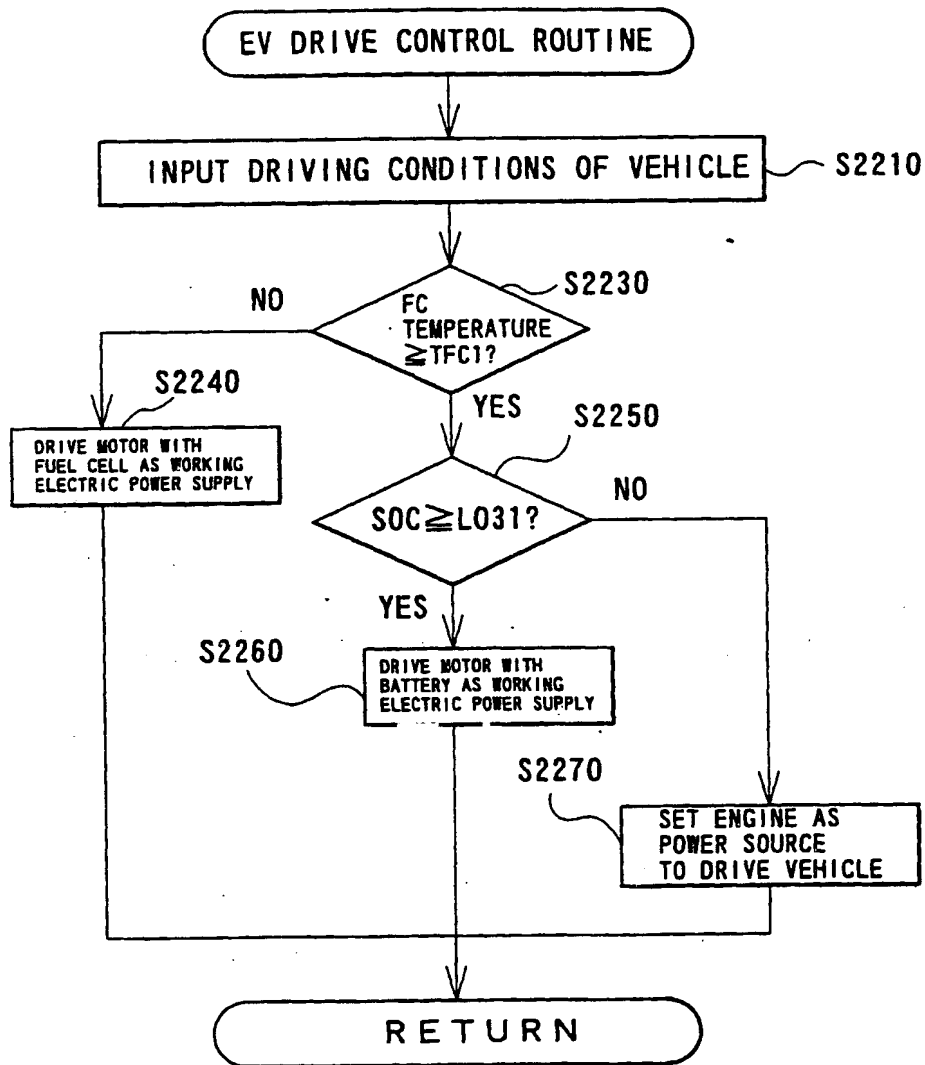 EV DRIVE CONTROL ROUTINE
INPUT DRIVING CONDITIONS OF VEHICLE
S2210
S2230
NO
FC
TEMPERATURE
≧TFC1?
S2240
YES
S2250
DRIVE MOTOR WITH
FUEL CELL AS WORKING
ELECTRIC POWER SUPPLY
NO
SOC≧LO31?
YES
S2260
DRIVE MOTOR WITH
BATTERY AS WORKING
ELECTRIC POWER SUPPLY
S2270
SET ENGINE AS
POWER SOURCE
TO DRIVE VEHICLE
RETURN